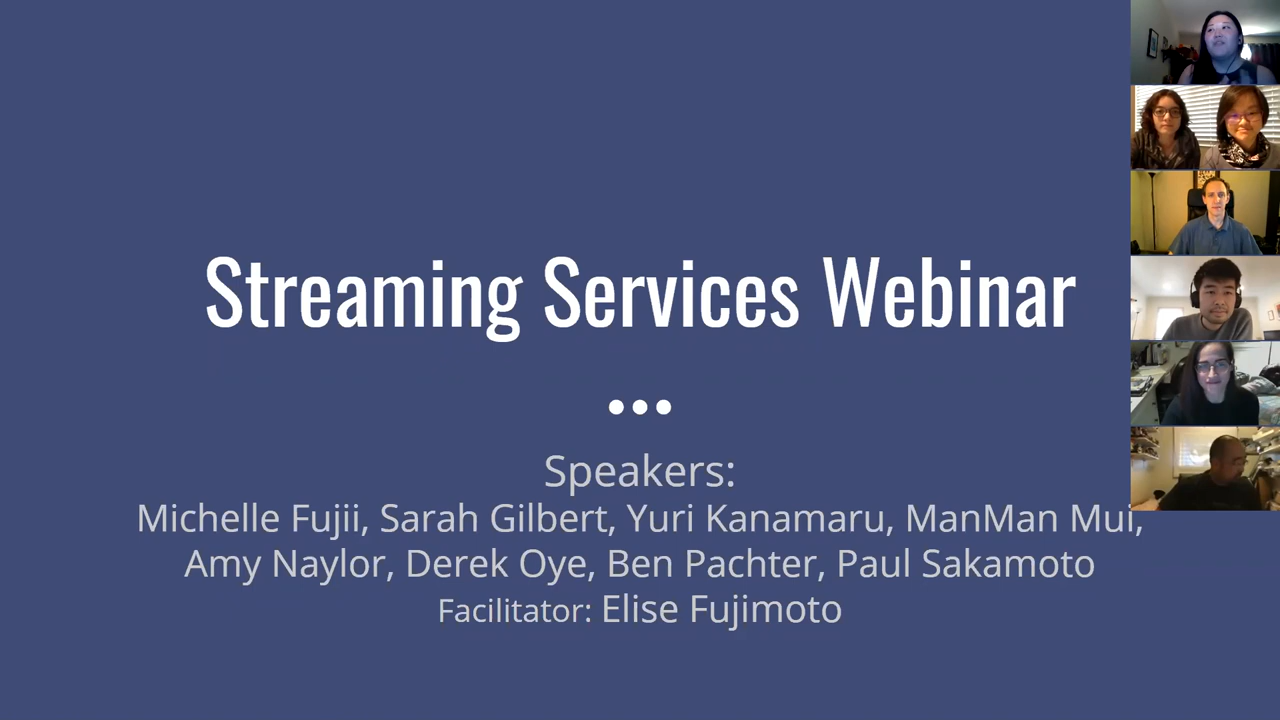 Streaming Services Webinar
Speakers:
Michelle Fujii, Sarah Gilbert, Yuri Kanamaru, ManMan Mui,
Amy Naylor, Derek Oye, Ben Pachter, Paul Sakamoto
Facilitator: Elise Fujimoto